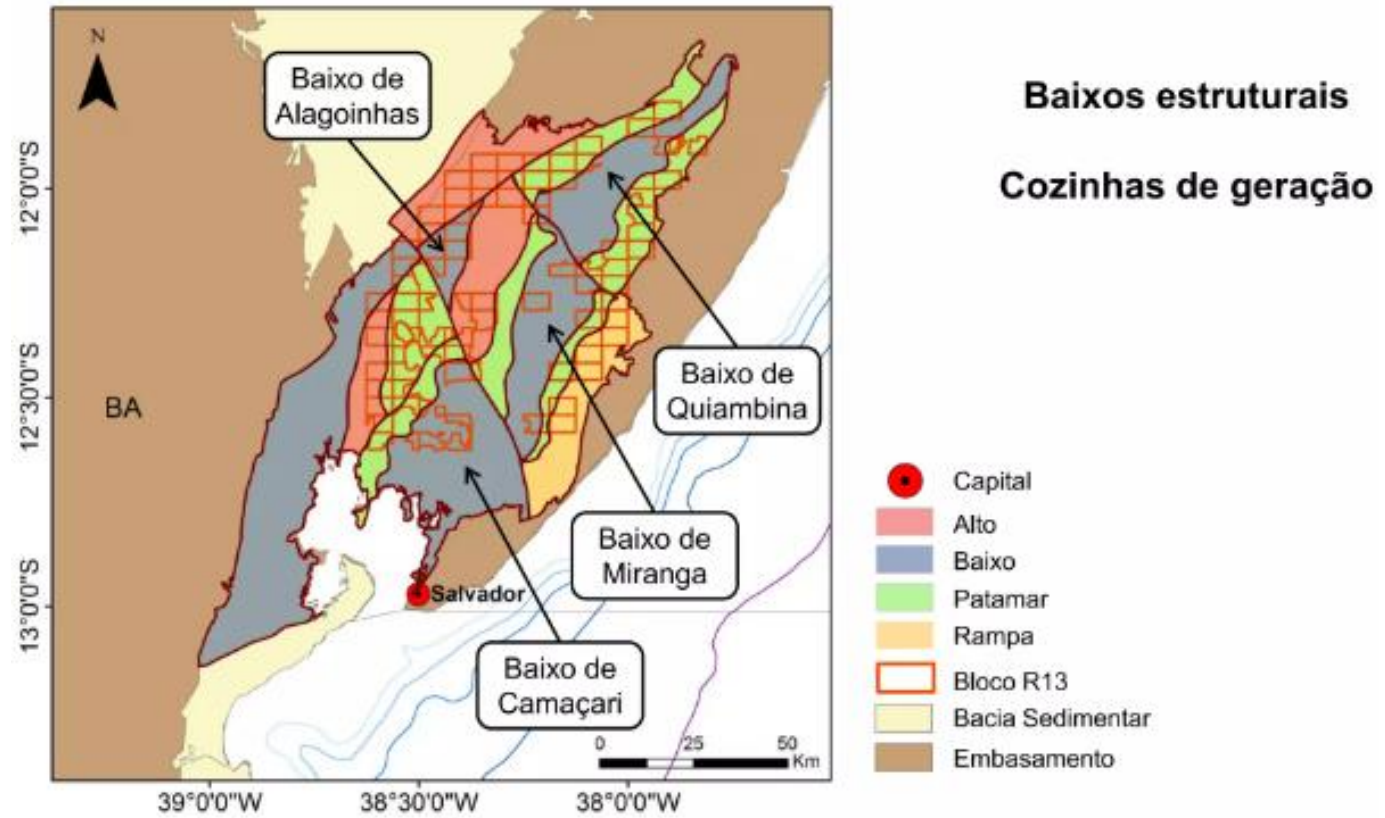 N
Baixo de
Alagoinhas
Baixos estruturais
Cozinhas de geração
12°0'0"S
12°30'0"S
13°0'0"S
BA
Baixo de
Quiambina
Baixo de
Miranga
Salvador
Baixo de
Camaçari
0 25 50
Km
39°0'0"W 38°30'0"W 38°0'0"W
Capital
Alto
Baixo
Patamar
Rampa
Bloco R13
Bacia Sedimentar
Embasamento